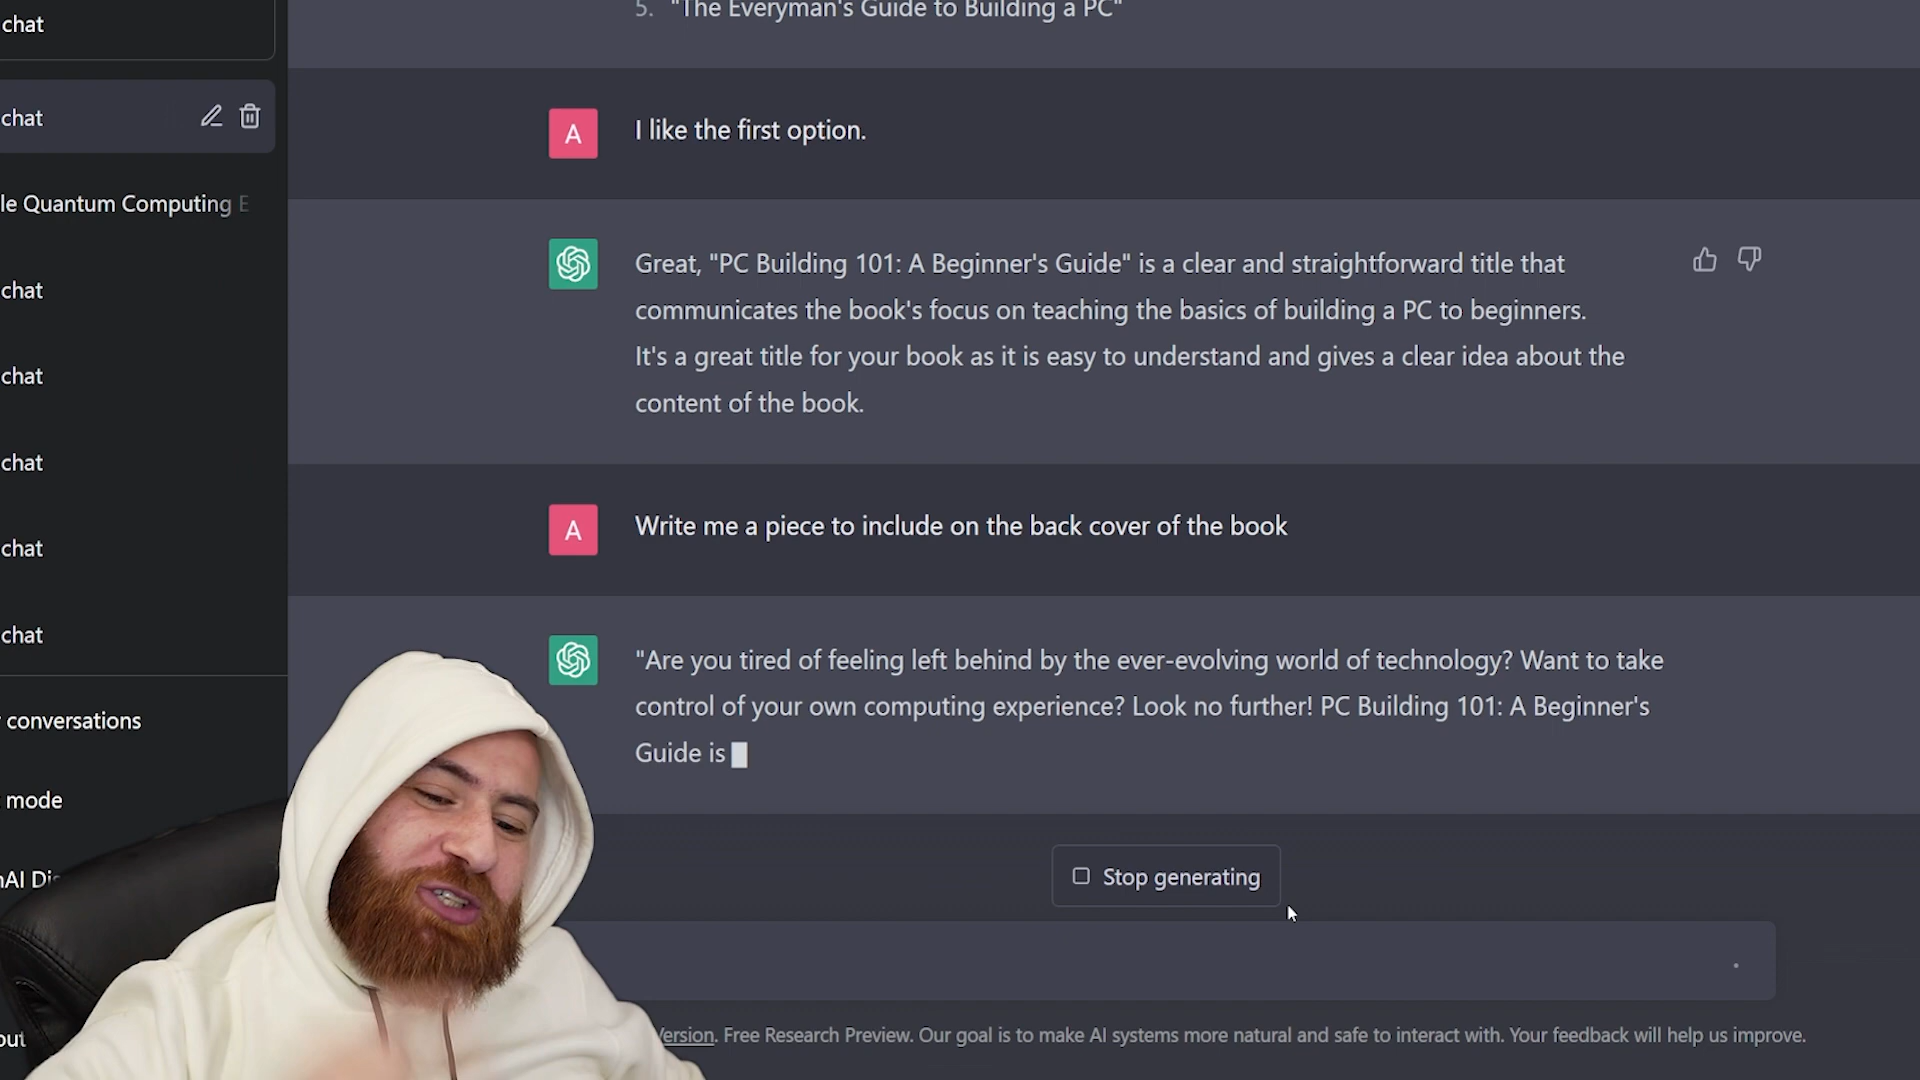 chat
chat
le Quantum Computing E
chat
chat
chat
chat
chat
conversations
mode
AI Di
out
5. "The Everyman's Guide to Building a PC"
A
I like the first option.
Great, "PC Building 101: A Beginner's Guide" is a clear and straightforward title that
communicates the book's focus on teaching the basics of building a PC to beginners.
It's a great title for your book as it is easy to understand and gives a clear idea about the
content of the book.
A
Write me a piece to include on the back cover of the book
"Are you tired of feeling left behind by the ever-evolving world of technology? Want to take
control of your own computing experience? Look no further! PC Building 101: A Beginner's
Guide is
Stop generating
Version. Free Research Preview. Our goal is to make AI systems more natural and safe to interact with. Your feedback will help us improve.